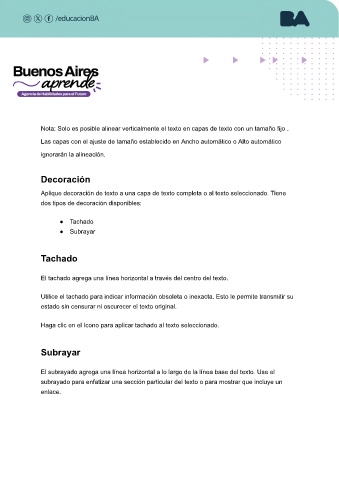 /educacionBA
BA
Buenos Aires
aprende
Agencia de Habilidades para el Futuro
Nota: Solo es posible alinear verticalmente el texto en capas de texto con un tamaño fijo .
Las capas con el ajuste de tamaño establecido en Ancho automático o Alto automático
ignorarán la alineación.
Decoración
Aplique decoración de texto a una capa de texto completa o al texto seleccionado. Tiene
dos tipos de decoración disponibles:
● Tachado
● Subrayar
Tachado
El tachado agrega una línea horizontal a través del centro del texto.
Utilice el tachado para indicar información obsoleta o inexacta. Esto le permite transmitir su
estado sin censurar ni oscurecer el texto original.
Haga clic en el icono para aplicar tachado al texto seleccionado.
Subrayar
El subrayado agrega una línea horizontal a lo largo de la línea base del texto. Use el
subrayado para enfatizar una sección particular del texto o para mostrar que incluye un
enlace.